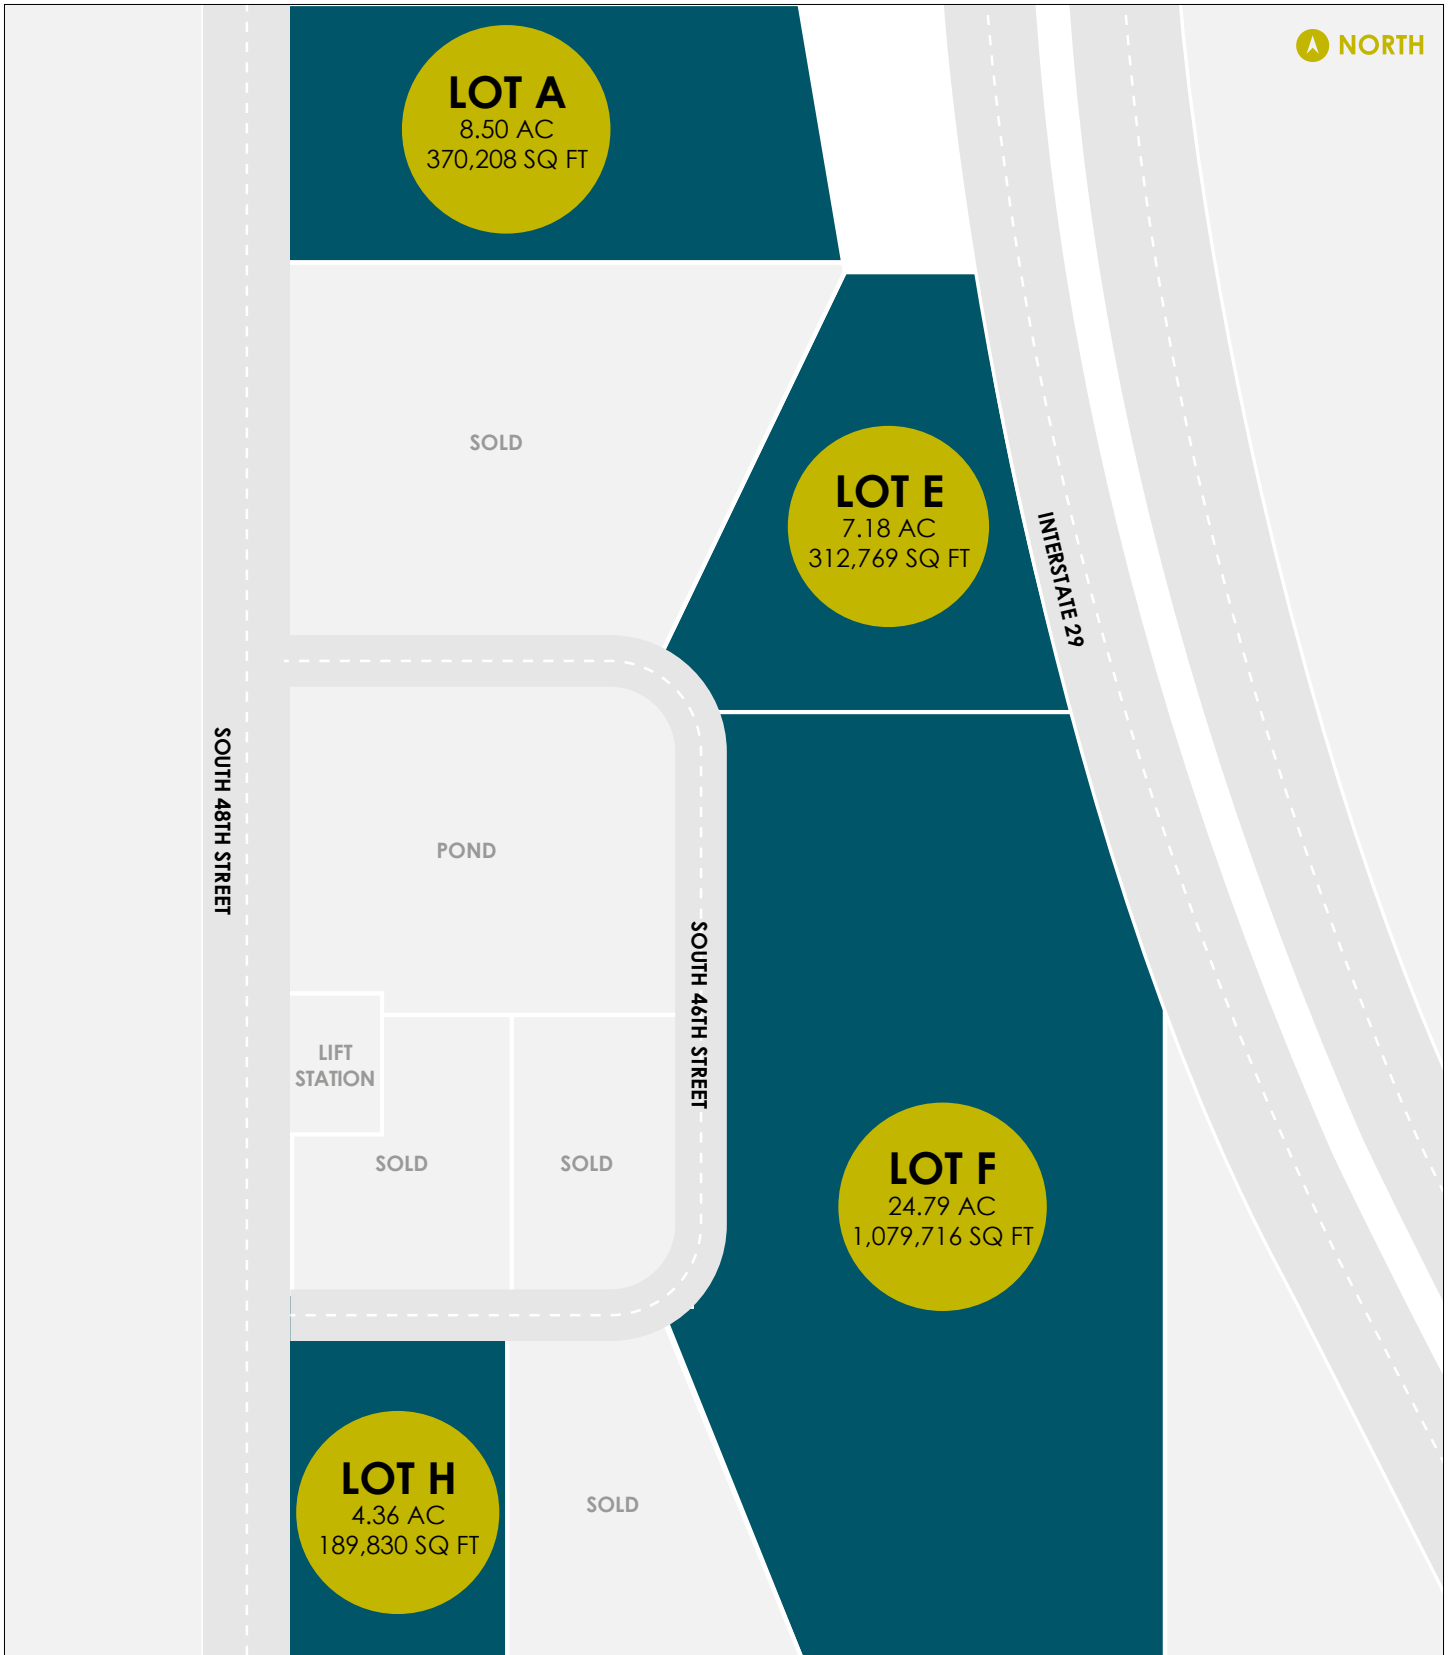 NORTH
LOT A
8.50 AC
370,208 SQ FT
SOLD
LOT E
7.18 AC
312,769 SQ FT
INTERSTATE 29
SOUTH 48TH STREET
POND
SOUTH 46TH STREET
LIFT
STATION
SOLD
SOLD
LOT F
24.79 AC
1,079,716 SQ FT
LOT H
4.36 AC
189,830 SQ FT
SOLD